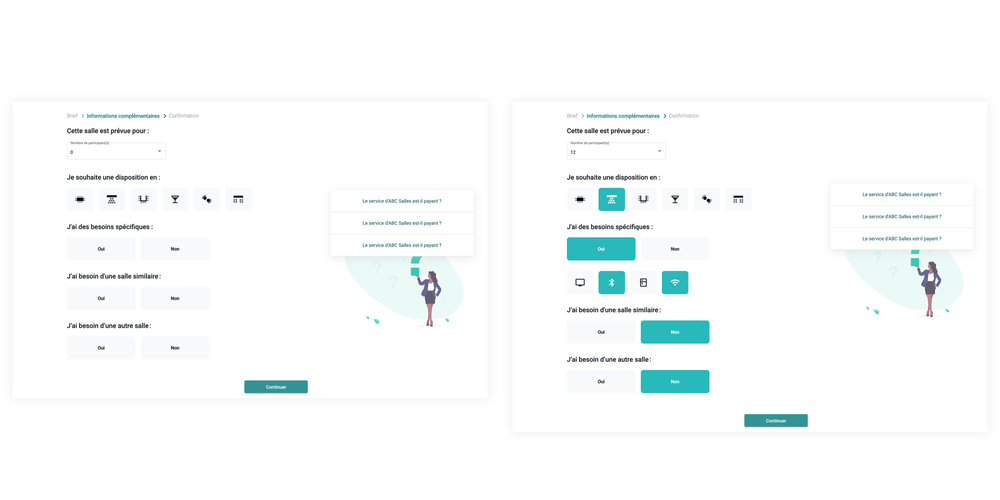 Brief > Informations complémentaires > Confirmation
Cette salle est prévue pour :
Nombre de participant(s)
0
Je souhaite une disposition en :
J'ai des besoins spécifiques :
Oui Non
J'ai besoin d'une salle similaire :
Oui Non
J'ai besoin d'une autre salle :
Oui Non
Le service d'ABC Salles est-il payant ?
Le service d'ABC Salles est-il payant ?
Le service d'ABC Salles est-il payant ?
Continuer
Brief > Informations complémentaires > Confirmation
Cette salle est prévue pour :
Nombre de participant(s)
12
Je souhaite une disposition en :
J'ai des besoins spécifiques :
Oui Non
J'ai besoin d'une salle similaire :
Oui Non
J'ai besoin d'une autre salle :
Oui Non
Le service d'ABC Salles est-il payant ?
Le service d'ABC Salles est-il payant ?
Le service d'ABC Salles est-il payant ?
Continuer